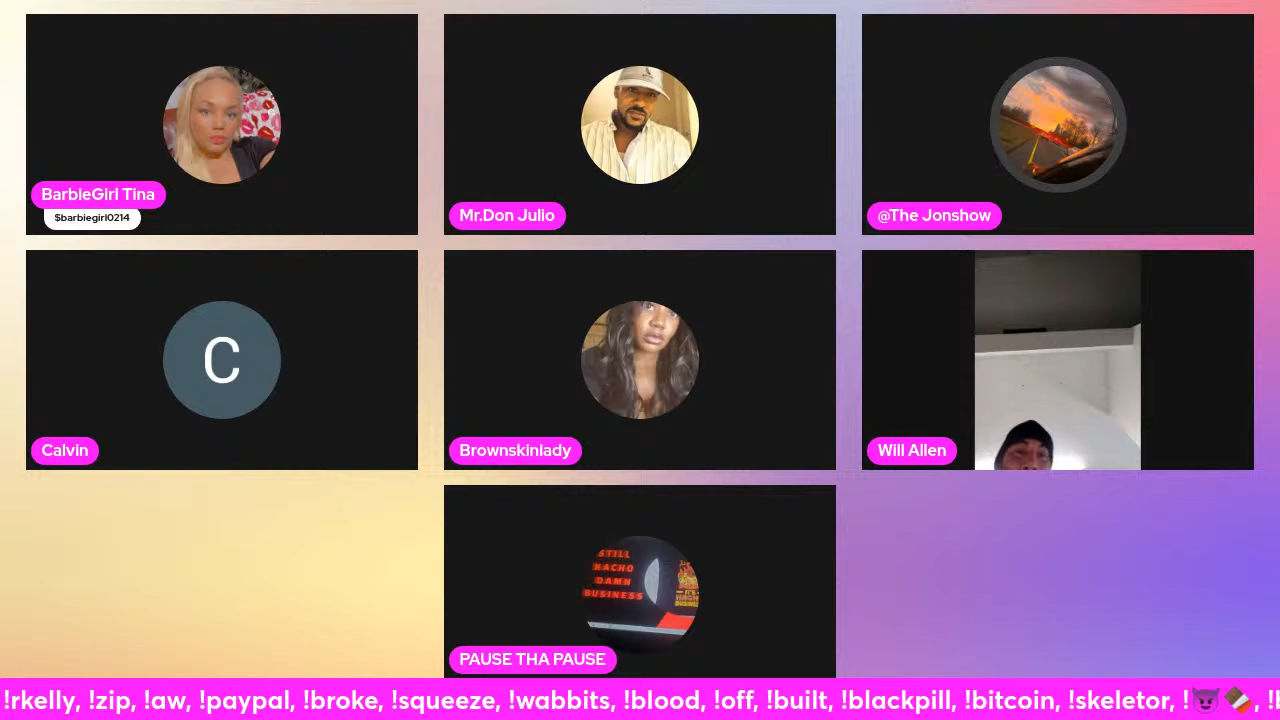 BarbieGirl Tina
$barbiegirl0214
Mr.Don Julio
@The Jonshow
C
Calvin
Brownskinlady
Will Allen
STILL
NACHO
DAMN
BUSINESS
PAUSE THA PAUSE
!rkelly, !zip, !aw, !paypal, !broke, !squeeze, !wabbits, !blood, !off, !built, !blackpill, !bitcoin, !skeletor, !😈🍫,